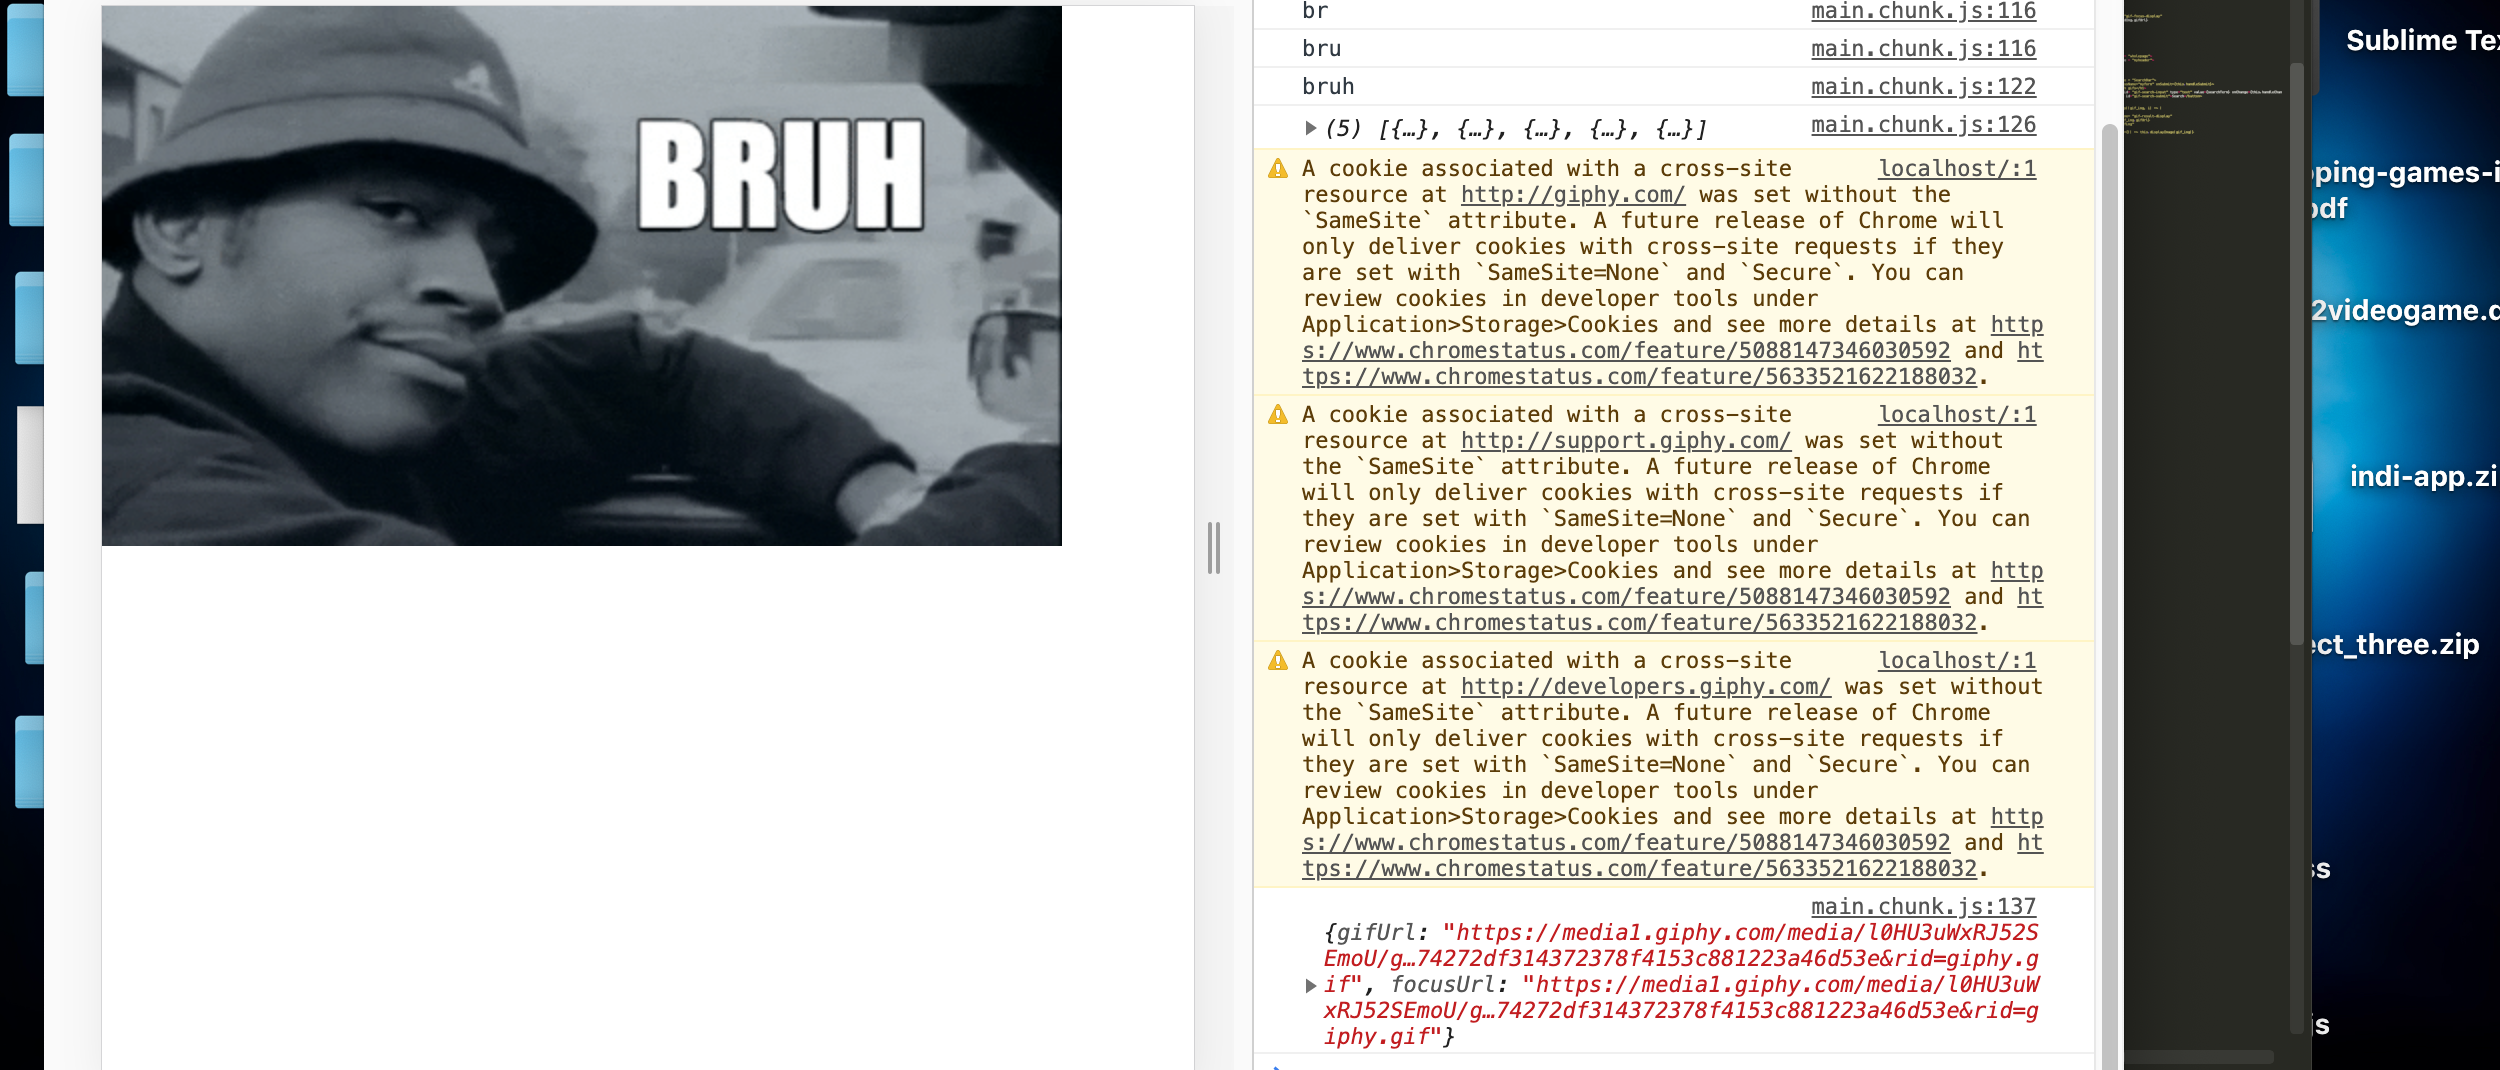 BRUH
br main.chunk.js:116
bru main.chunk.js:116
bruh main.chunk.js:122
(5) [{…}, {…}, {…}, {…}, {…}] main.chunk.js:126
A cookie associated with a cross-site localhost/:1
resource at http://giphy.com/ was set without the
`SameSite` attribute. A future release of Chrome will
only deliver cookies with cross-site requests if they
are set with `SameSite=None` and `Secure`. You can
review cookies in developer tools under
Application>Storage>Cookies and see more details at http
s://www.chromestatus.com/feature/5088147346030592 and ht
tps://www.chromestatus.com/feature/5633521622188032.
A cookie associated with a cross-site localhost/:1
resource at http://support.giphy.com/ was set without
the `SameSite` attribute. A future release of Chrome
will only deliver cookies with cross-site requests if
they are set with `SameSite=None` and `Secure`. You can
review cookies in developer tools under
Application>Storage>Cookies and see more details at http
s://www.chromestatus.com/feature/5088147346030592 and ht
tps://www.chromestatus.com/feature/5633521622188032.
A cookie associated with a cross-site localhost/:1
resource at http://developers.giphy.com/ was set without
the `SameSite` attribute. A future release of Chrome
will only deliver cookies with cross-site requests if
they are set with `SameSite=None` and `Secure`. You can
review cookies in developer tools under
Application>Storage>Cookies and see more details at http
s://www.chromestatus.com/feature/5088147346030592 and ht
tps://www.chromestatus.com/feature/5633521622188032.
main.chunk.js:137
{gifUrl: "https://media1.giphy.com/media/l0HU3uWxRJ52S
EmoU/g…74272df314372378f4153c881223a46d53e&rid=giphy.g
if", focusUrl: "https://media1.giphy.com/media/l0HU3uW
xRJ52SEmoU/g…74272df314372378f4153c881223a46d53e&rid=g
iphy.gif"}
Sublime Te
ping-games-i
pdf
2videogame.
indi-app.zi
ect_three.zip
ss
js